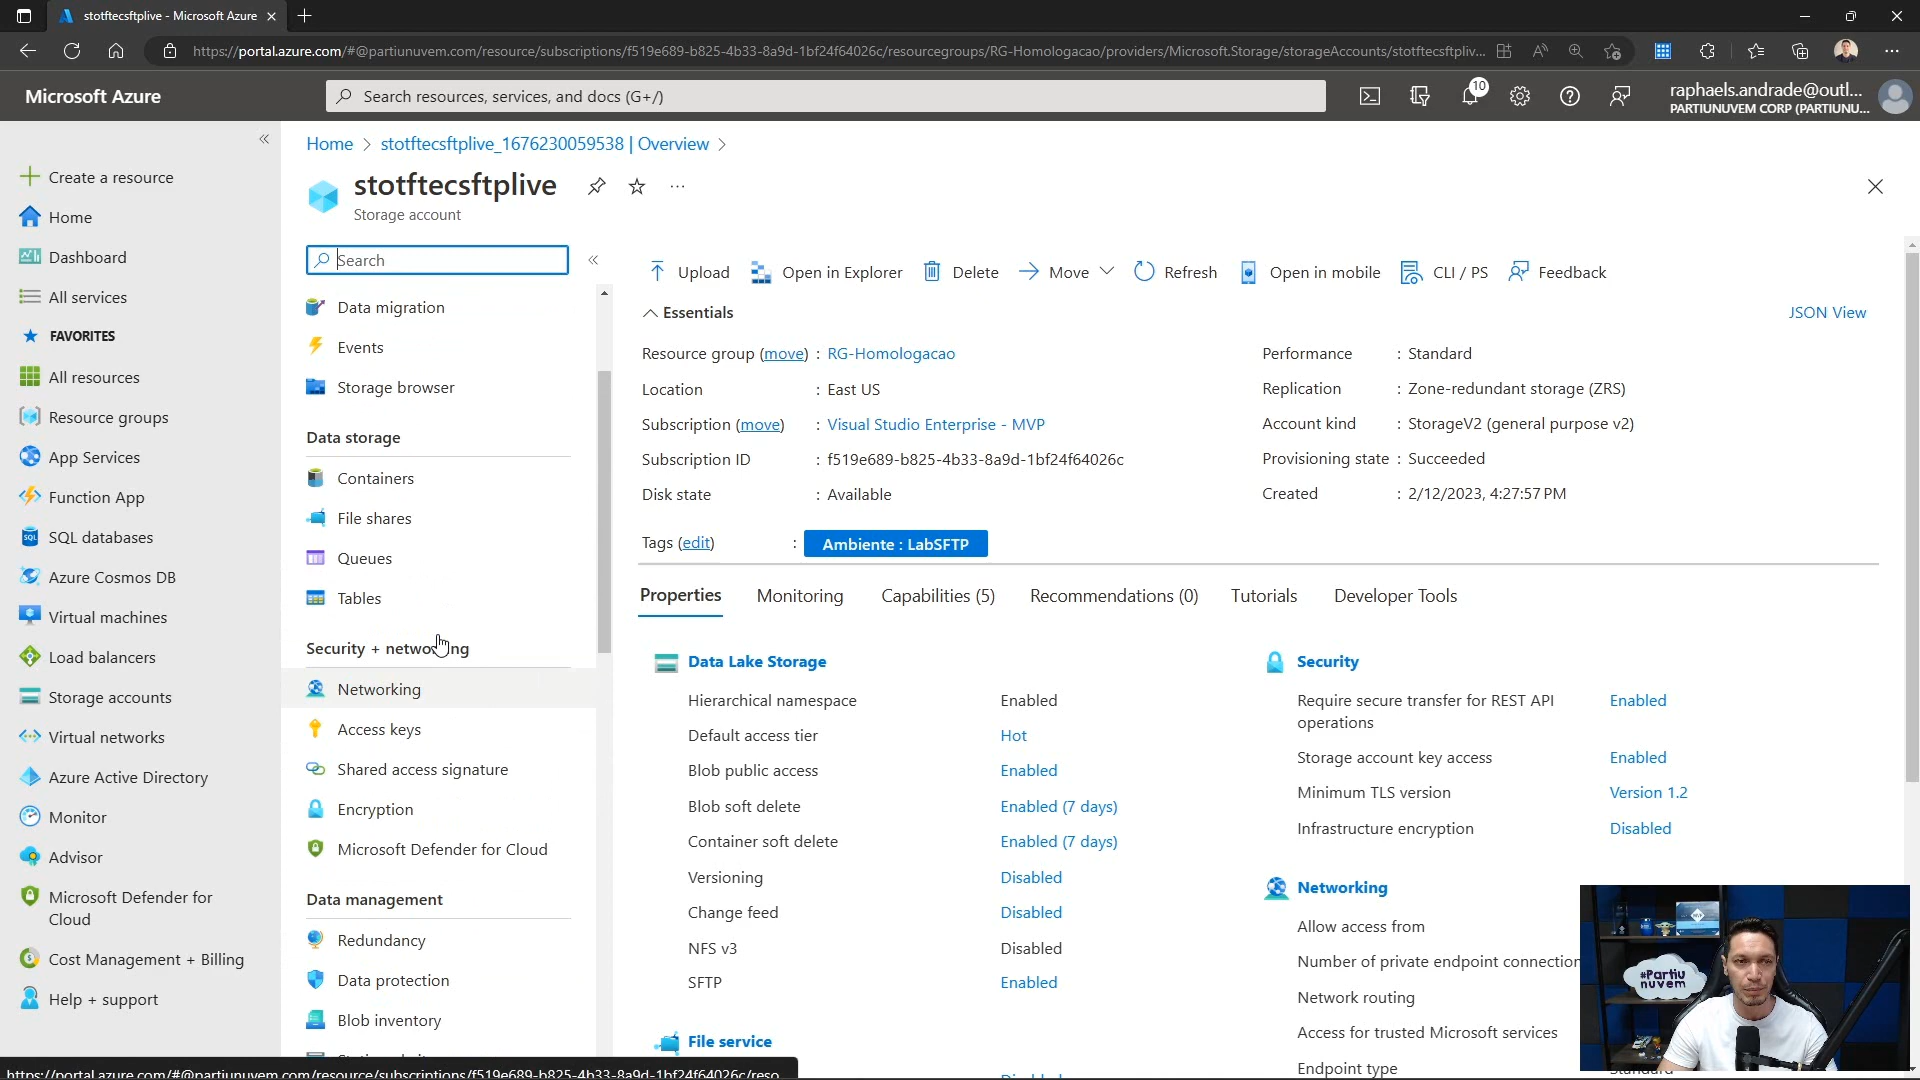 stotftecsftplive - Microsoft Azure
https://portal.azure.com/#@partiunuvem.com/resource/subscriptions/f519e689-b825-4b33-8a9d-1bf24f64026c/resourcegroups/RG-Homologacao/providers/Microsoft.Storage/storageAccounts/stotftecsftpliv...
Microsoft Azure
Search resources, services, and docs (G+/)
10
raphaels.andrade@outl...
PARTIUNUVEM CORP (PARTIUNU...
Create a resource
Home
Dashboard
All services
FAVORITES
All resources
Resource groups
App Services
Function App
SQL databases
Azure Cosmos DB
Virtual machines
Load balancers
Storage accounts
Virtual networks
Azure Active Directory
Monitor
Advisor
Microsoft Defender for
Cloud
Cost Management + Billing
Help + support
Home > stotftecsftplive_1676230059538 | Overview >
stotftecsftplive
Storage account
Search
Data migration
Events
Storage browser
Data storage
Containers
File shares
Queues
Tables
Security + networking
Networking
Access keys
Shared access signature
Encryption
Microsoft Defender for Cloud
Data management
Redundancy
Data protection
Blob inventory
Upload Open in Explorer Delete Move Refresh Open in mobile CLI / PS Feedback
Essentials
JSON View
Resource group (move) : RG-Homologacao
Location : East US
Subscription (move) : Visual Studio Enterprise - MVP
Subscription ID : f519e689-b825-4b33-8a9d-1bf24f64026c
Disk state : Available
Performance : Standard
Replication : Zone-redundant storage (ZRS)
Account kind : StorageV2 (general purpose v2)
Provisioning state : Succeeded
Created : 2/12/2023, 4:27:57 PM
Tags (edit) : Ambiente : LabSFTP
Properties Monitoring Capabilities (5) Recommendations (0) Tutorials Developer Tools
Data Lake Storage
Hierarchical namespace Enabled
Default access tier Hot
Blob public access Enabled
Blob soft delete Enabled (7 days)
Container soft delete Enabled (7 days)
Versioning Disabled
Change feed Disabled
NFS v3 Disabled
SFTP Enabled
File service
Security
Require secure transfer for REST API Enabled
operations
Storage account key access Enabled
Minimum TLS version Version 1.2
Infrastructure encryption Disabled
Networking
Allow access from
Number of private endpoint connection
Network routing
Access for trusted Microsoft services
Endpoint type
#Partiu
nuvem
https://portal.azure.com/#@partiunuvem.com/resource/subscriptions/f519e689-b825-4b33-8a9d-1bf24f64026c/reso...